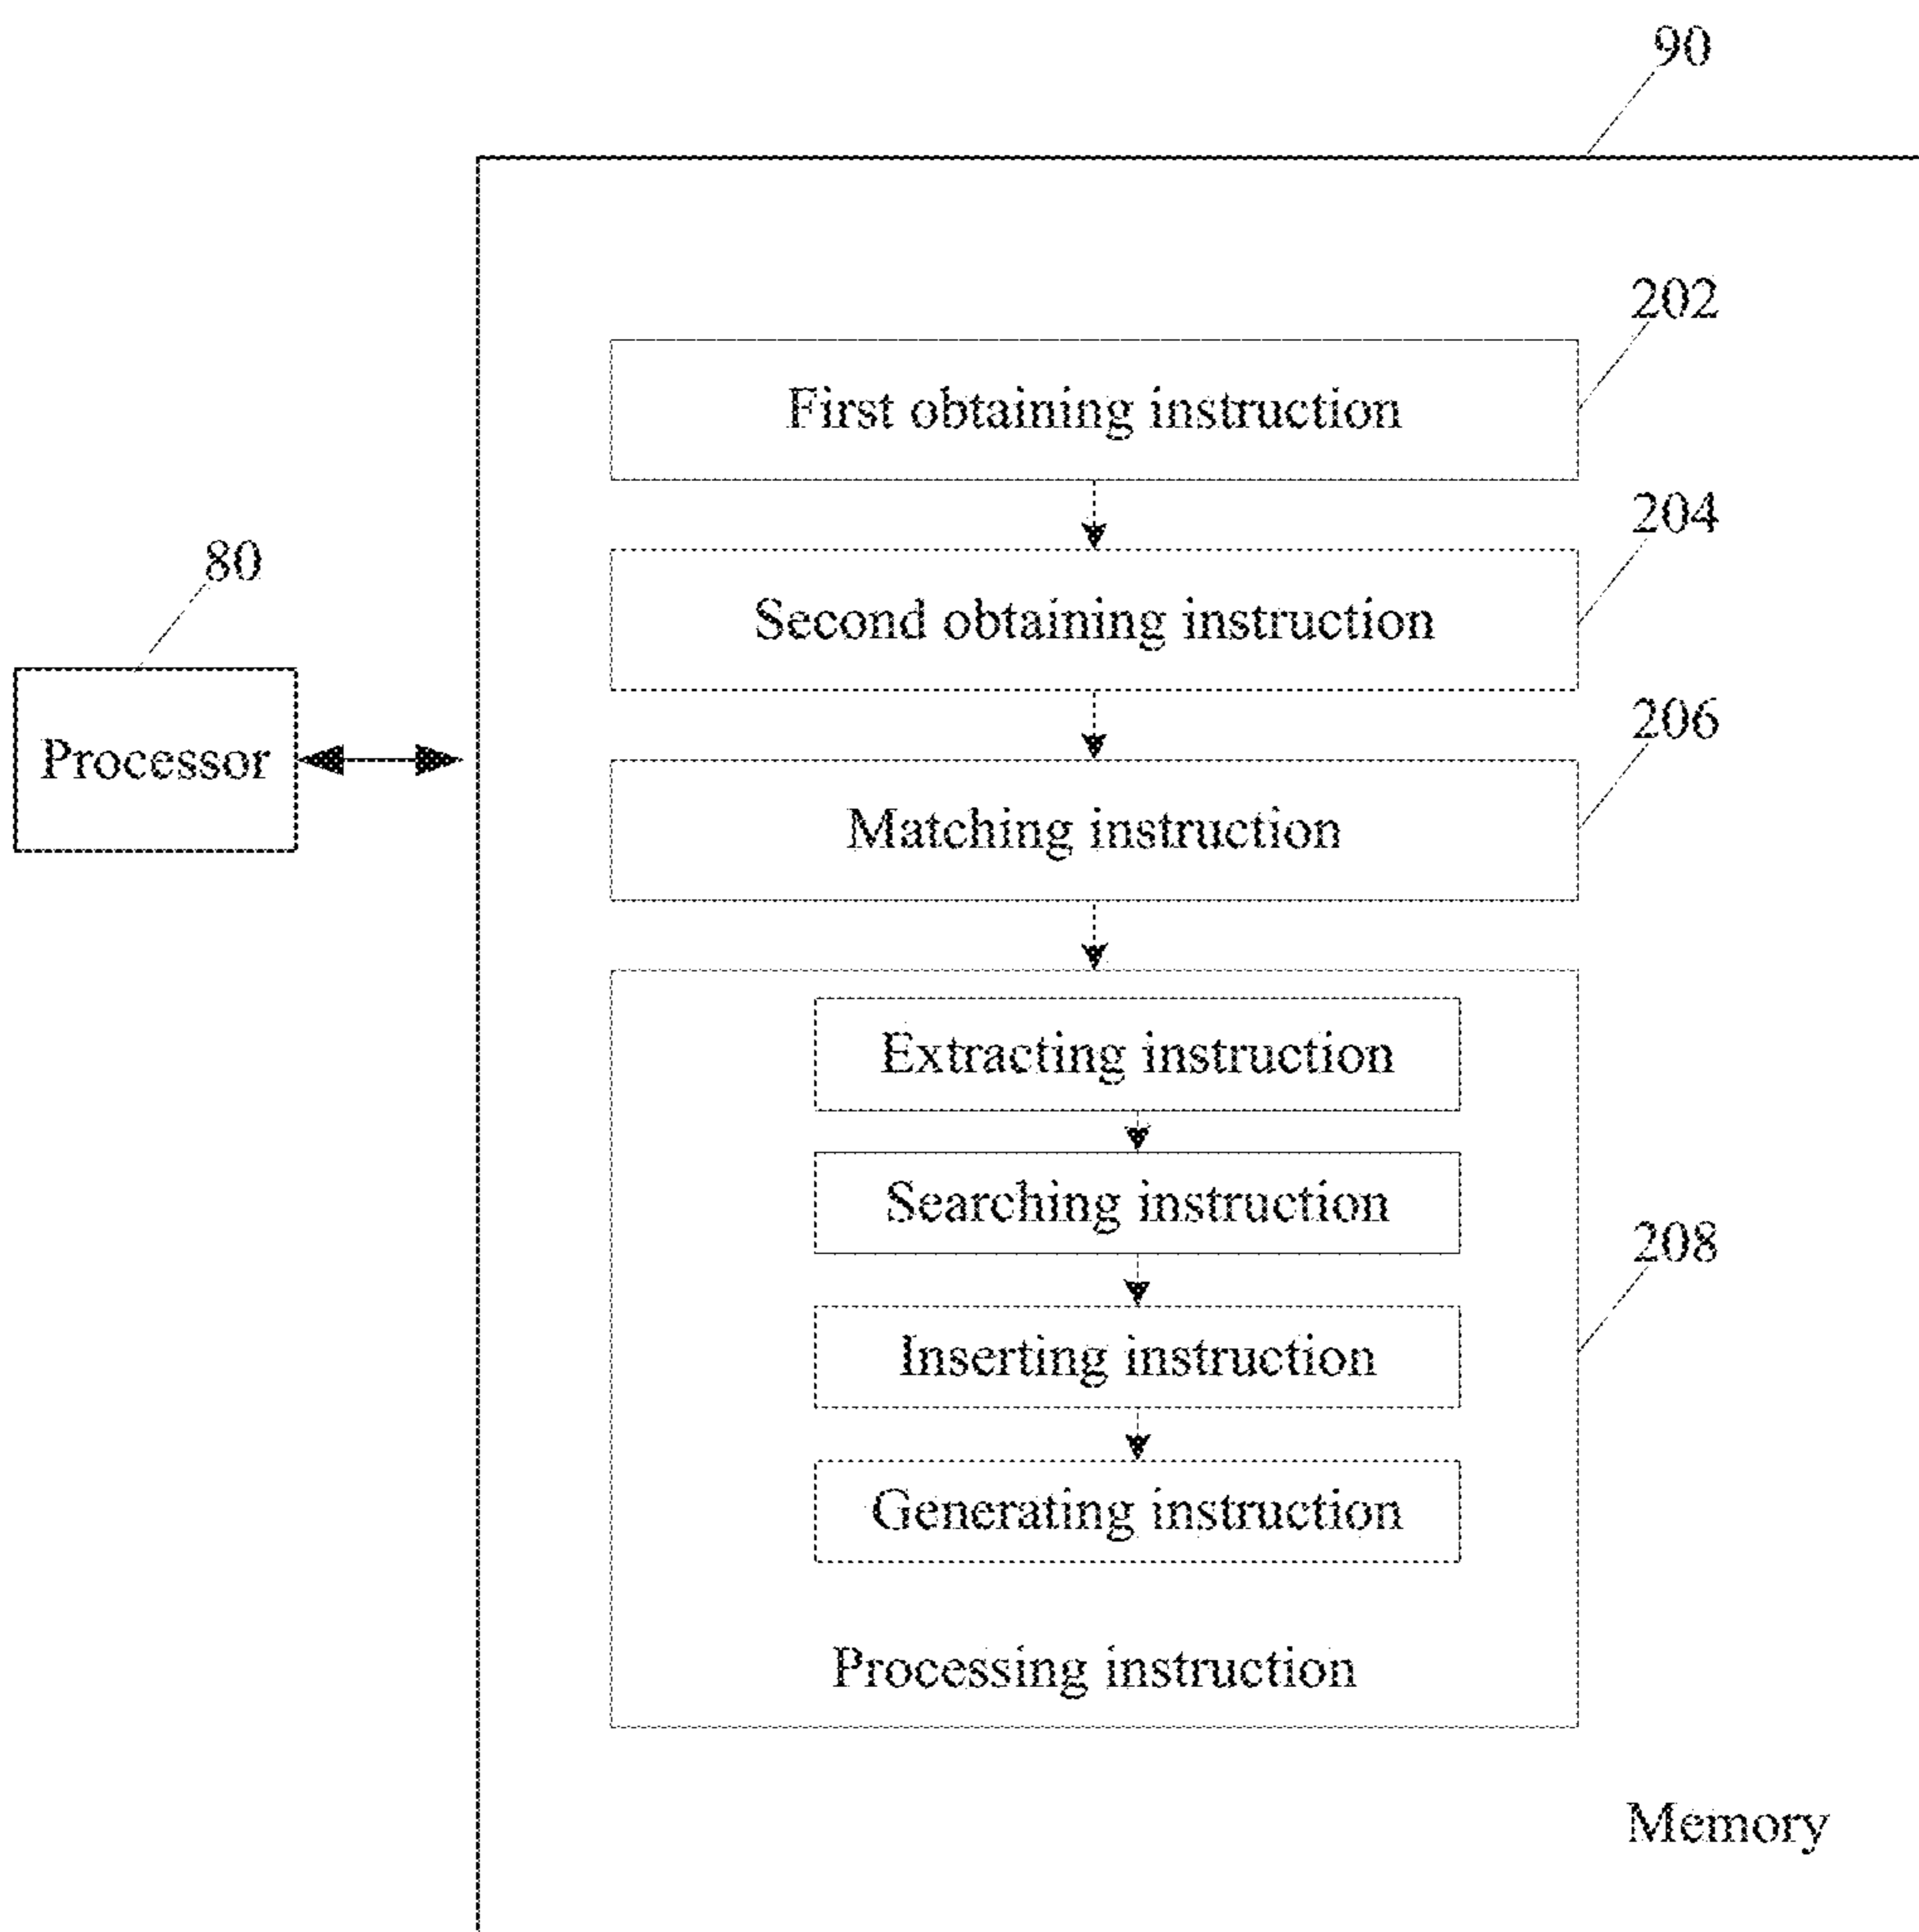 90
202
First obtaining instruction
204
80
Second obtaining instruction
206
Processor
Matching instruction
Extracting instruction
Searching instruction
208
Inserting instruction
Generating instruction
Processing instruction
Memory